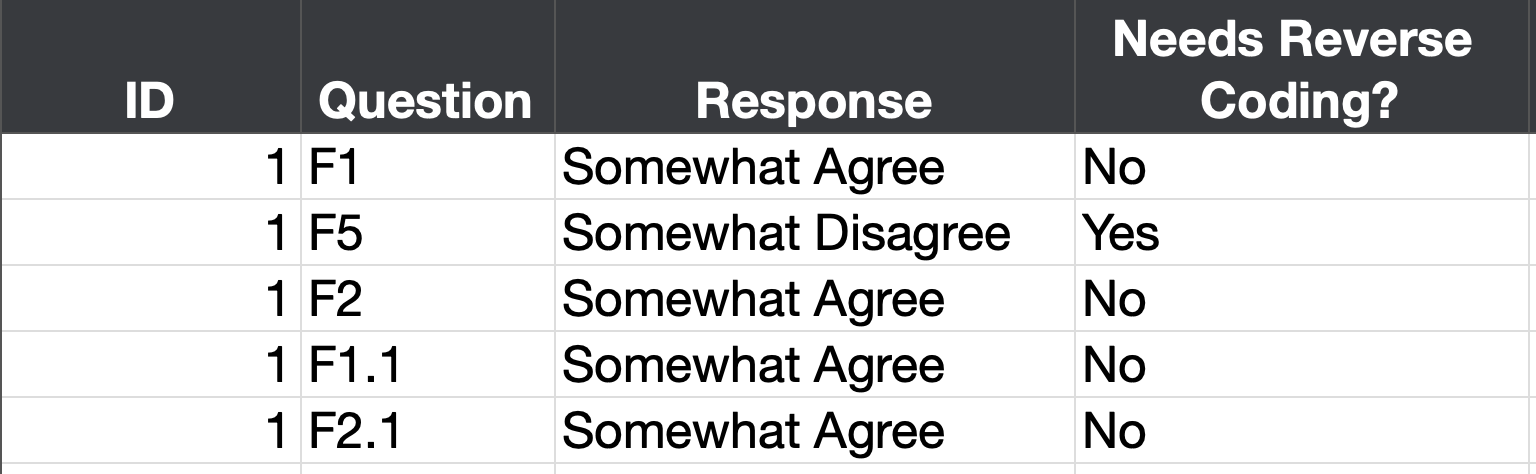 ID Question Response Needs Reverse Coding?
1 F1 Somewhat Agree No
1 F5 Somewhat Disagree Yes
1 F2 Somewhat Agree No
1 F1.1 Somewhat Agree No
1 F2.1 Somewhat Agree No